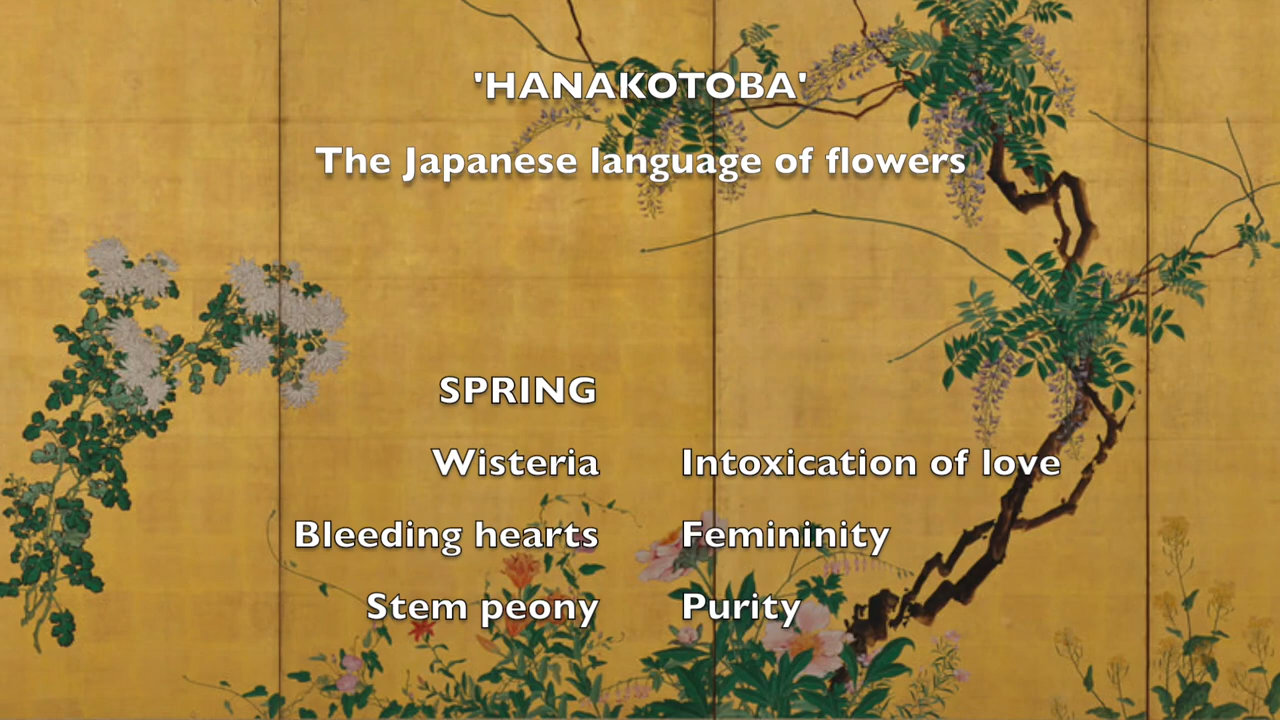 'HANAKOTOBA'
The Japanese language of flowers
SPRING
Wisteria Intoxication of love
Bleeding hearts Femininity
Stem peony Purity